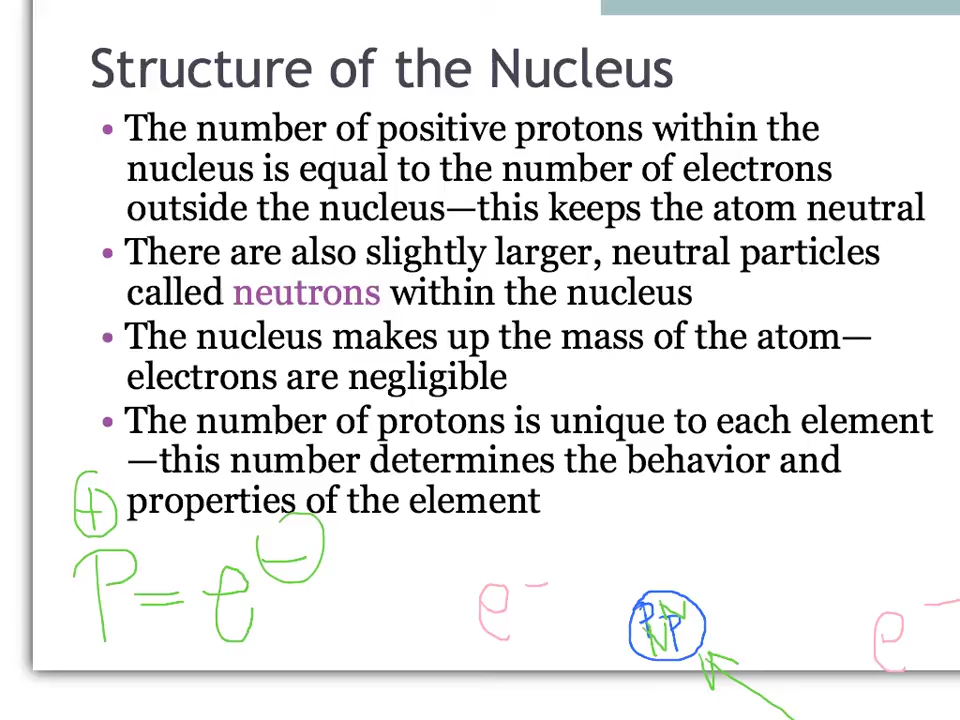 Structure of the Nucleus
• The number of positive protons within the
nucleus is equal to the number of electrons
outside the nucleus—this keeps the atom neutral
• There are also slightly larger, neutral particles
called neutrons within the nucleus
• The nucleus makes up the mass of the atom—
electrons are negligible
• The number of protons is unique to each element
—this number determines the behavior and
properties of the element
+ −
P = e
e− P N e−
N P